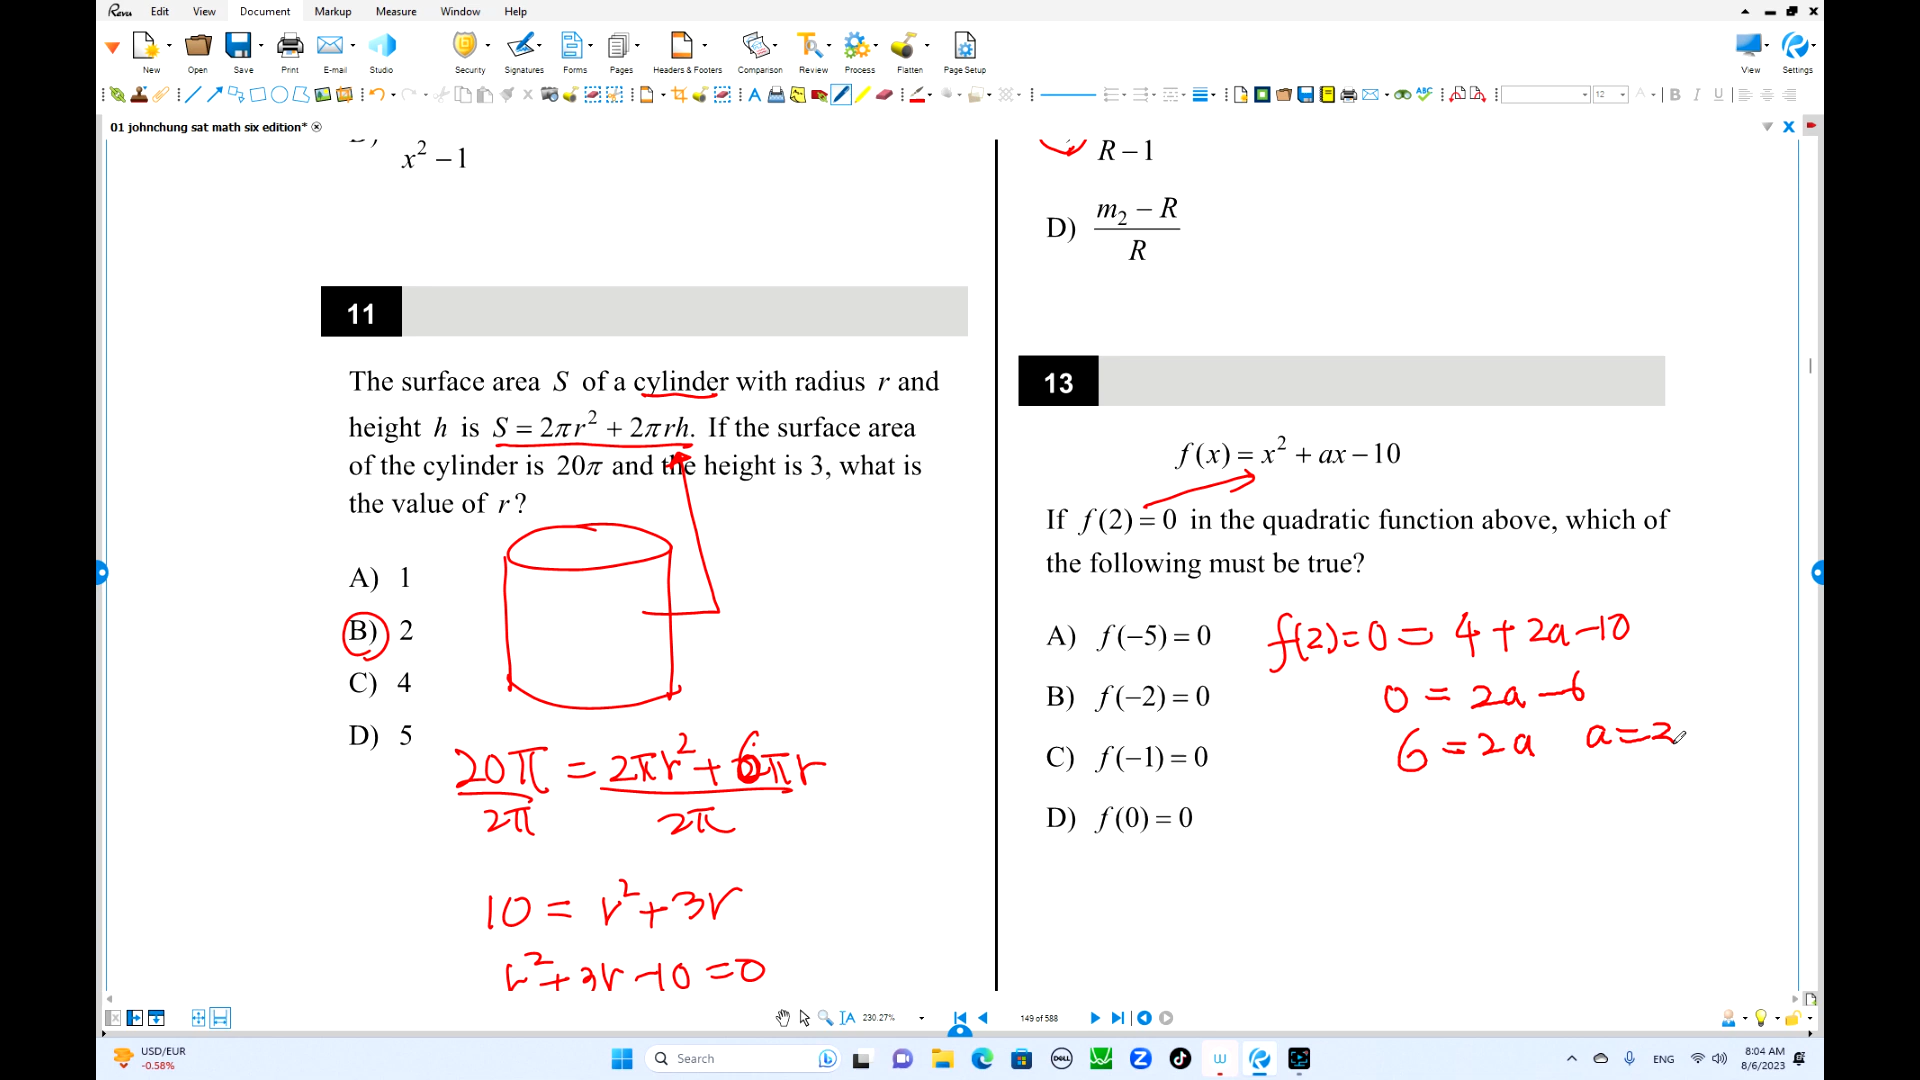 Revu Edit View Document Markup Measure Window Help
New Open Save Print E-mail Studio Security Signatures Forms Pages Headers & Footers Comparison Review Process Flatten Page Setup View Settings
12
01 johnchung sat math six edition*
x² − 1
R − 1
D) m₂ − R
R
11
The surface area S of a cylinder with radius r and
height h is S = 2πr² + 2πrh. If the surface area
of the cylinder is 20π and the height is 3, what is
the value of r?
A) 1
B) 2
C) 4
D) 5
20π = 2πr² + 6πr
2π 2π
10 = r² + 3r
r² + 3r − 10 = 0
13
f(x) = x² + ax − 10
If f(2) = 0 in the quadratic function above, which of
the following must be true?
A) f(−5) = 0
B) f(−2) = 0
C) f(−1) = 0
D) f(0) = 0
f(2) = 0 = 4 + 2a − 10
0 = 2a − 6
6 = 2a a =
230.27%
149 of 588
USD/EUR
-0.58%
Search
ENG
8:04 AM
8/6/2023